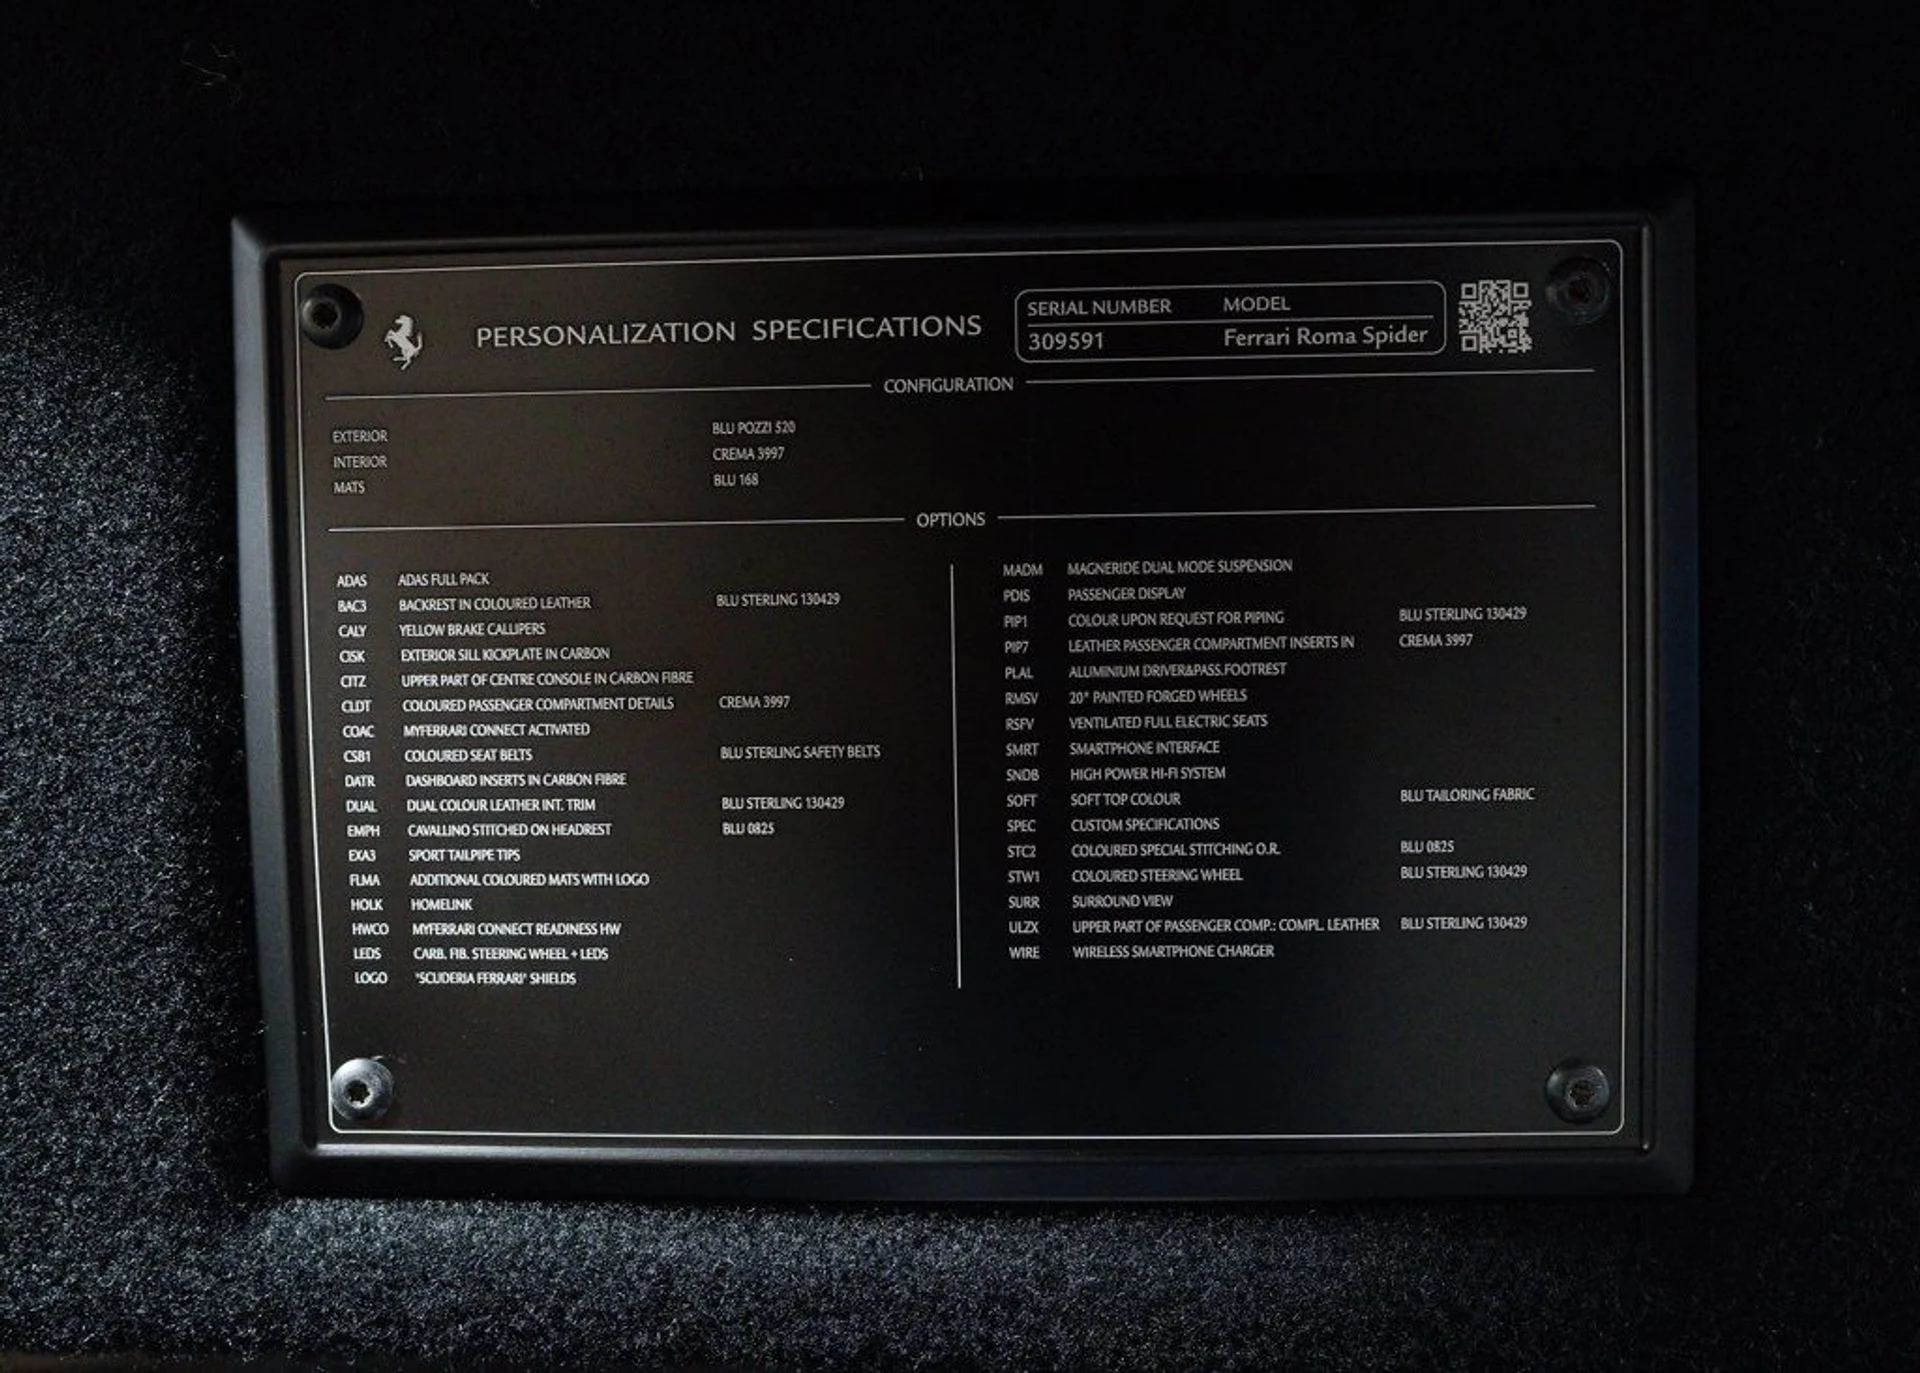 PERSONALIZATION SPECIFICATIONS
SERIAL NUMBER MODEL
309591 Ferrari Roma Spider
CONFIGURATION
EXTERIOR BLU POZZI 520
INTERIOR CREMA 3997
MATS BLU 168
OPTIONS
ADAS ADAS FULL PACK
BAC3 BACKREST IN COLOURED LEATHER BLU STERLING 130429
CALY YELLOW BRAKE CALLIPERS
CISK EXTERIOR SILL KICKPLATE IN CARBON
CITZ UPPER PART OF CENTRE CONSOLE IN CARBON FIBRE
CLDT COLOURED PASSENGER COMPARTMENT DETAILS CREMA 3997
COAC MYFERRARI CONNECT ACTIVATED
CSB1 COLOURED SEAT BELTS BLU STERLING SAFETY BELTS
DATR DASHBOARD INSERTS IN CARBON FIBRE
DUAL DUAL COLOUR LEATHER INT. TRIM BLU STERLING 130429
EMPH CAVALLINO STITCHED ON HEADREST BLU 0825
EXA3 SPORT TAILPIPE TIPS
FLMA ADDITIONAL COLOURED MATS WITH LOGO
HOLK HOMELINK
HWCO MYFERRARI CONNECT READINESS HW
LEDS CARB. FIB. STEERING WHEEL + LEDS
LOGO "SCUDERIA FERRARI" SHIELDS
MADM MAGNERIDE DUAL MODE SUSPENSION
PDIS PASSENGER DISPLAY
PIP1 COLOUR UPON REQUEST FOR PIPING BLU STERLING 130429
PIP7 LEATHER PASSENGER COMPARTMENT INSERTS IN CREMA 3997
PLAL ALUMINIUM DRIVER&PASS.FOOTREST
RMSV 20" PAINTED FORGED WHEELS
RSFV VENTILATED FULL ELECTRIC SEATS
SMRT SMARTPHONE INTERFACE
SNDB HIGH POWER HI-FI SYSTEM
SOFT SOFT TOP COLOUR BLU TAILORING FABRIC
SPEC CUSTOM SPECIFICATIONS
STC2 COLOURED SPECIAL STITCHING O.R. BLU 0825
STW1 COLOURED STEERING WHEEL BLU STERLING 130429
SURR SURROUND VIEW
ULZX UPPER PART OF PASSENGER COMP.: COMPL. LEATHER BLU STERLING 130429
WIRE WIRELESS SMARTPHONE CHARGER